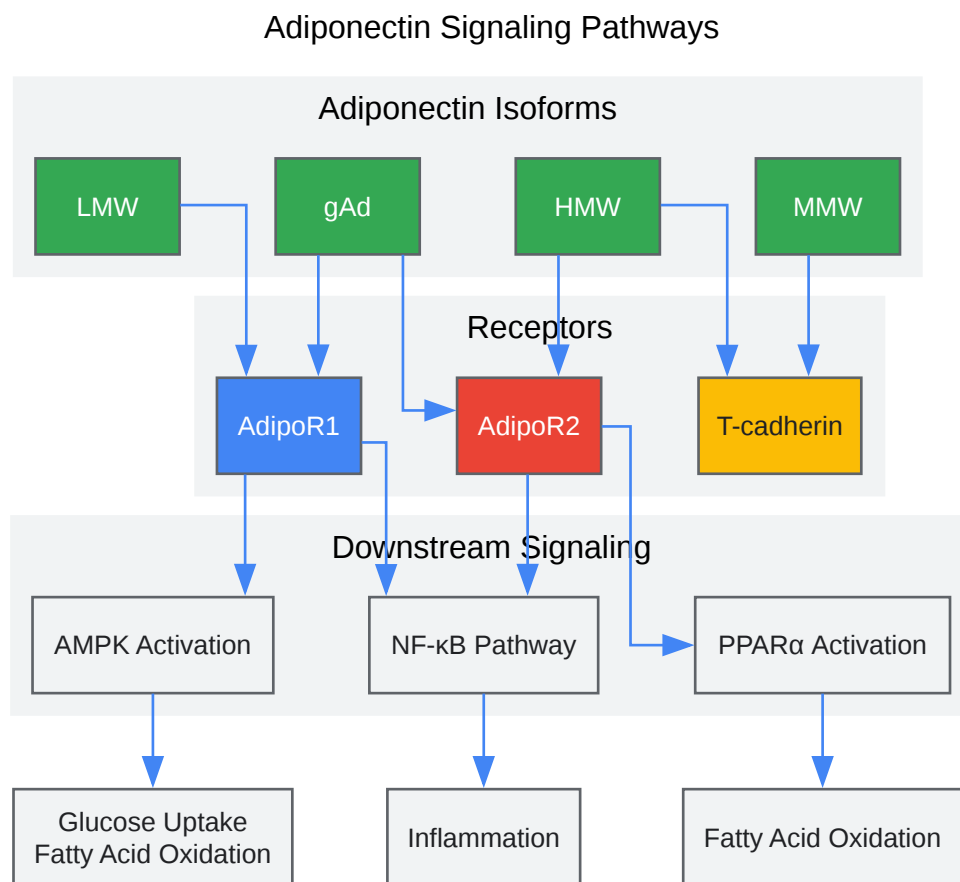 Adiponectin Signaling Pathways
Adiponectin Isoforms
LMW
gAd
HMW
MMW
Receptors
AdipoR1
AdipoR2
T-cadherin
Downstream Signaling
AMPK Activation
NF-κB Pathway
PPARα Activation
Glucose Uptake
Fatty Acid Oxidation
Inflammation
Fatty Acid Oxidation